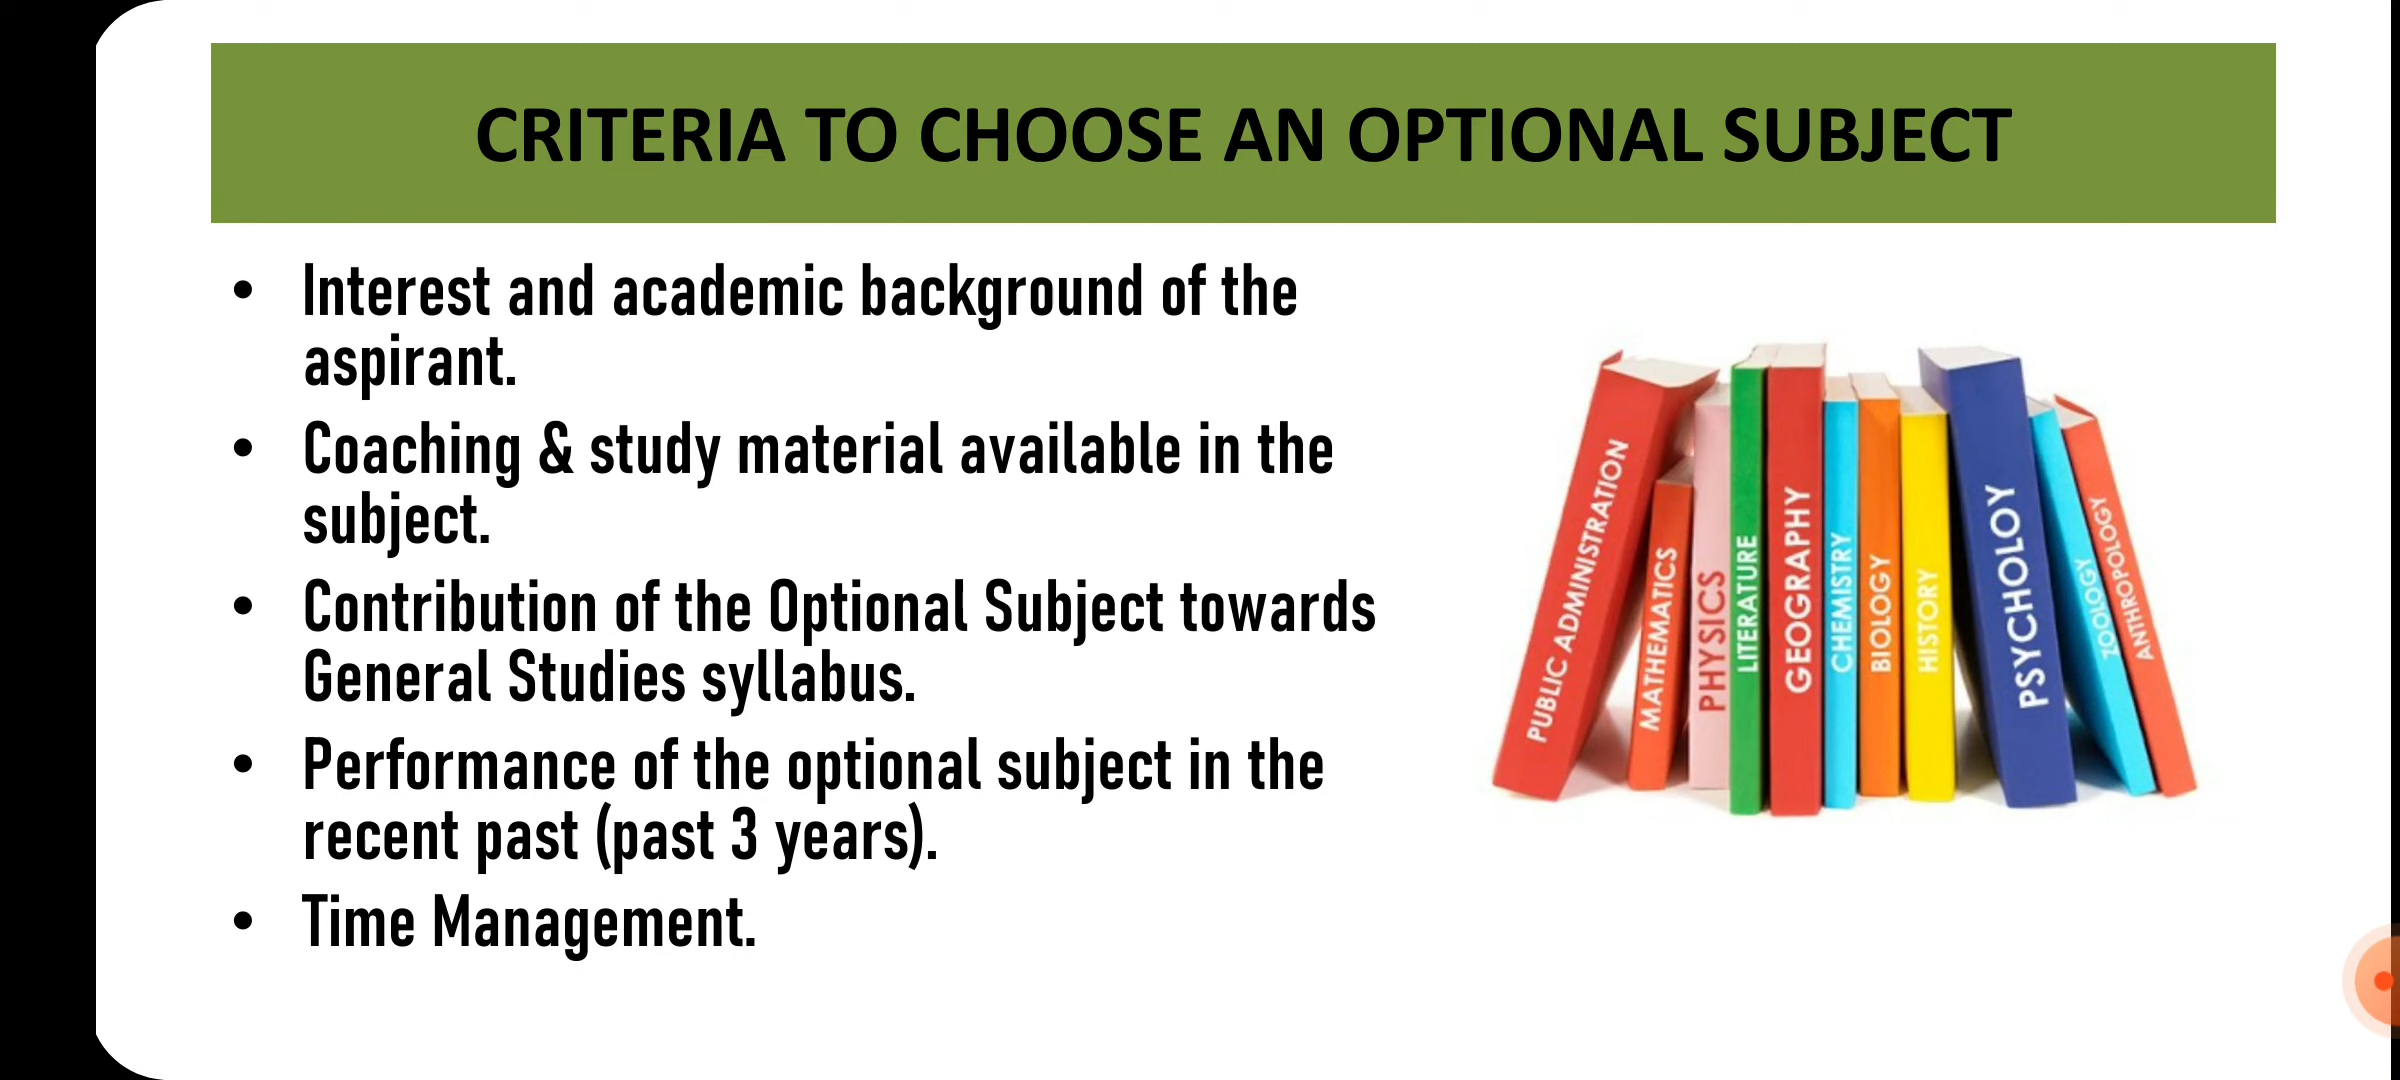 CRITERIA TO CHOOSE AN OPTIONAL SUBJECT
• Interest and academic background of the
aspirant.
• Coaching & study material available in the
subject.
• Contribution of the Optional Subject towards
General Studies syllabus.
• Performance of the optional subject in the
recent past (past 3 years).
• Time Management.
PUBLIC ADMINISTRATION
MATHEMATICS
PHYSICS
LITERATURE
GEOGRAPHY
CHEMISTRY
BIOLOGY
HISTORY
PSYCHOLOY
ZOOLOGY
ANTHROPOLOGY